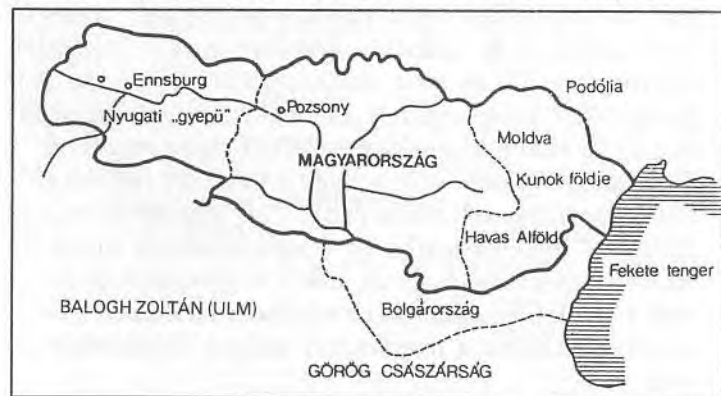 Ennsburg
Podólia
Nyugati „gyepü”
Pozsony
Moldva
MAGYARORSZÁG
Kunok földje
Havas Alföld
Fekete tenger
BALOGH ZOLTÁN (ULM)
Bolgárország
GÖRÖG CSÁSZÁRSÁG